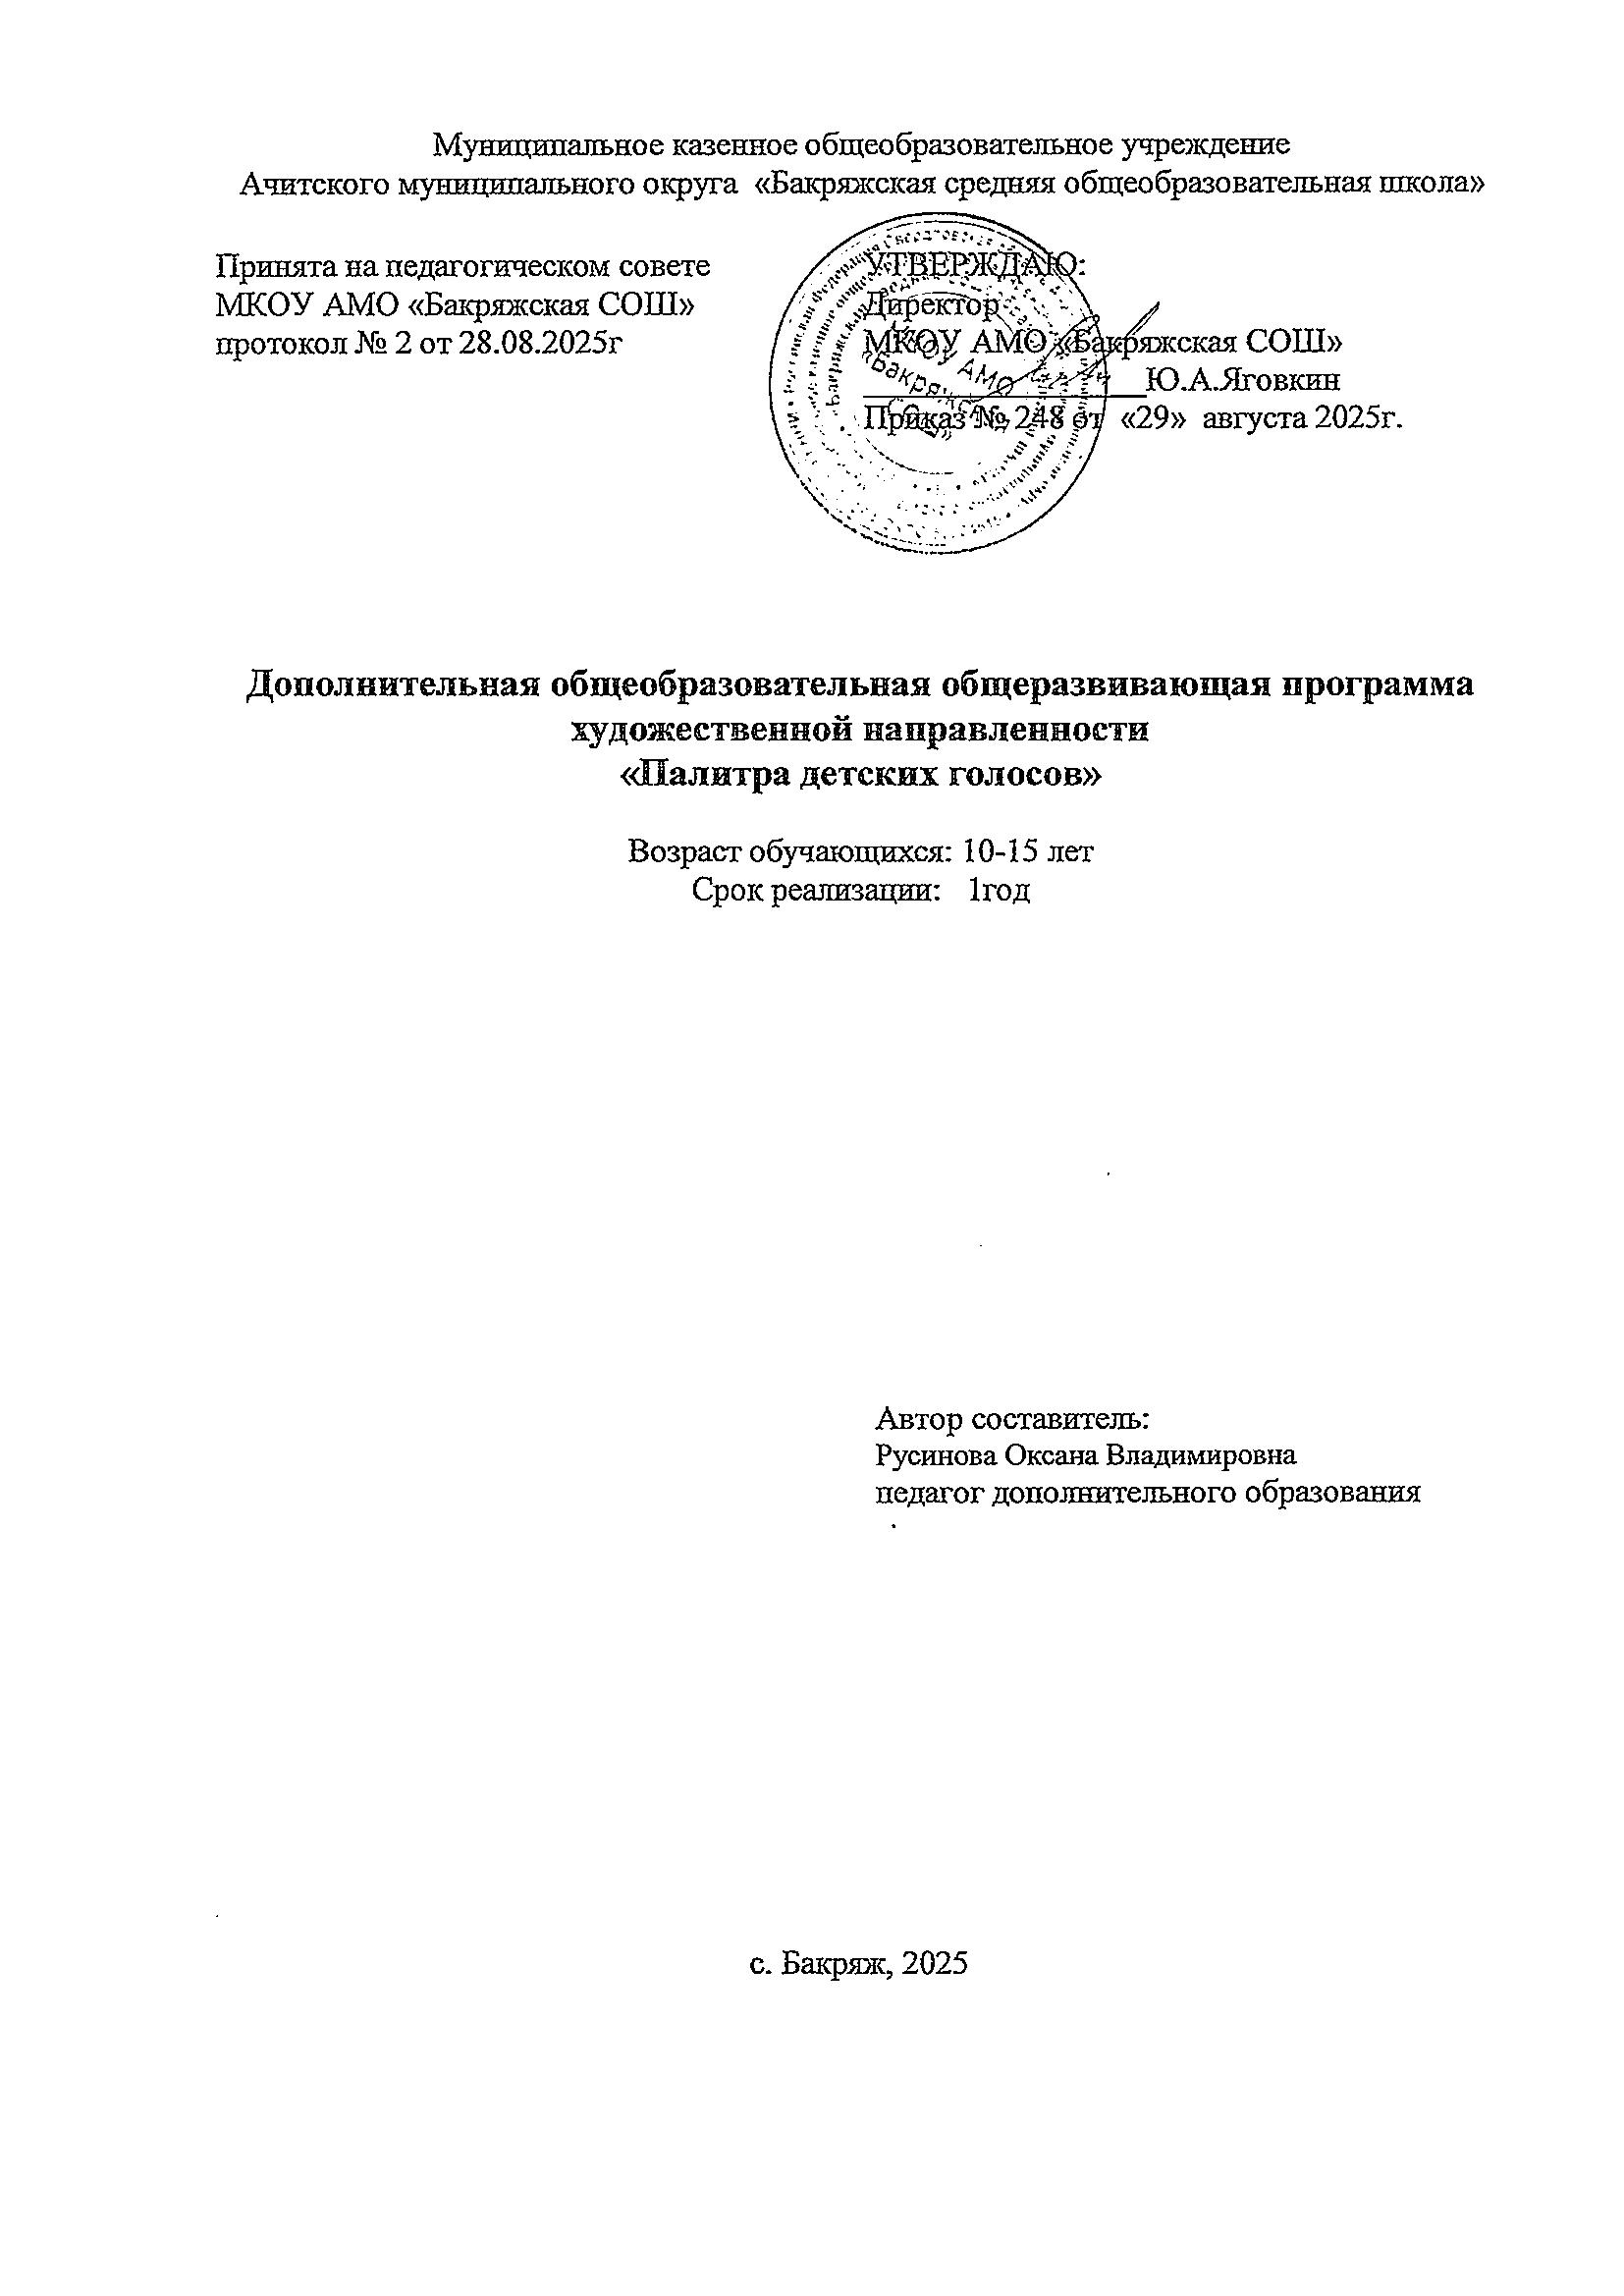 Муниципальное казенное общеобразовательное учреждение
Ачитского муниципального округа «Бакряжская средняя общеобразовательная школа»
Принята на педагогическом совете
МКОУ АМО «Бакряжская СОШ»
протокол № 2 от 28.08.2025г
УТВЕРЖДАЮ:
Директор
МКОУ АМО «Бакряжская СОШ»
Ю.А.Яговкин
Приказ № 248 от «29» августа 2025г.
Дополнительная общеобразовательная общеразвивающая программа
художественной направленности
«Палитра детских голосов»
Возраст обучающихся: 10-15 лет
Срок реализации: 1год
Автор составитель:
Русинова Оксана Владимировна
педагог дополнительного образования
с. Бакряж, 2025